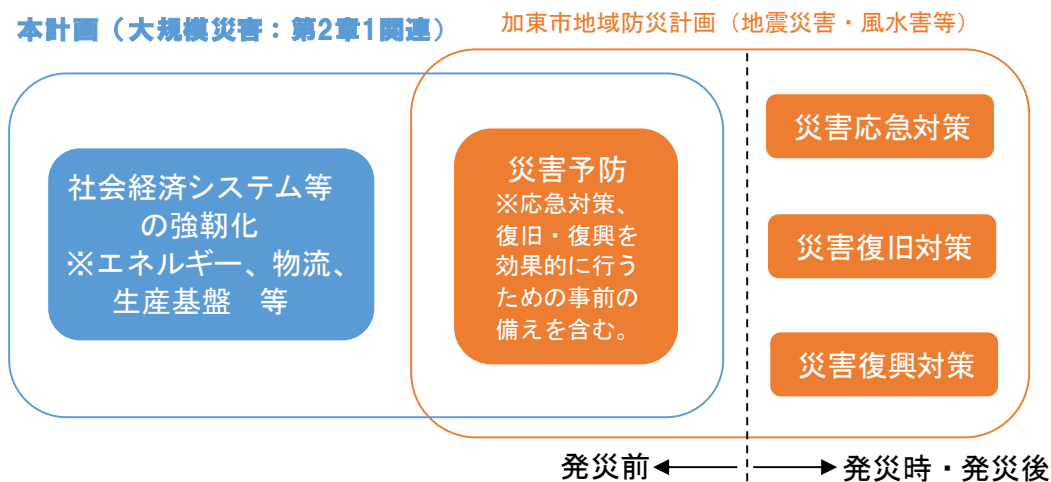 本計画（大規模災害：第2章1関連）
加東市地域防災計画（地震災害・風水害等）
社会経済システム等
の強靭化
※エネルギー、物流、
生産基盤　等
災害予防
※応急対策、
復旧・復興を
効果的に行う
ための事前の
備えを含む。
災害応急対策
災害復旧対策
災害復興対策
発災前
発災時・発災後